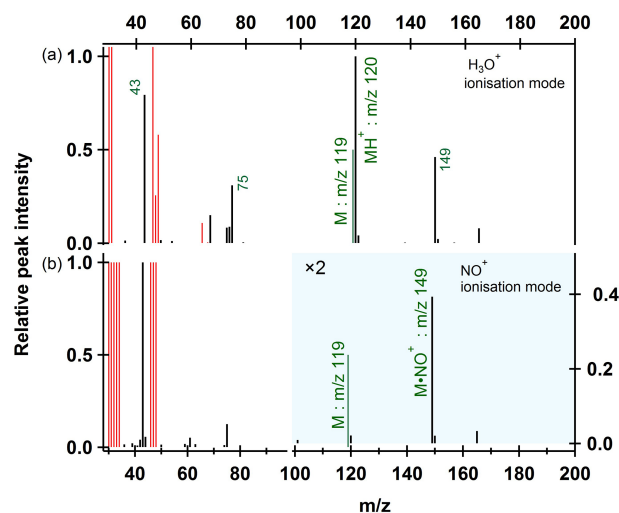 40 60 80 100 120 140 160 180 200
(a)
1.0
0.5
0.0
43
75
M : m/z 119
MH⁺ : m/z 120
149
H₃O⁺
ionisation mode
Relative peak intensity
(b)
1.0
0.5
0.0
×2
M : m/z 119
M•NO⁺ : m/z 149
NO⁺
ionisation mode
0.4
0.2
0.0
40 60 80 100 120 140 160 180 200
m/z